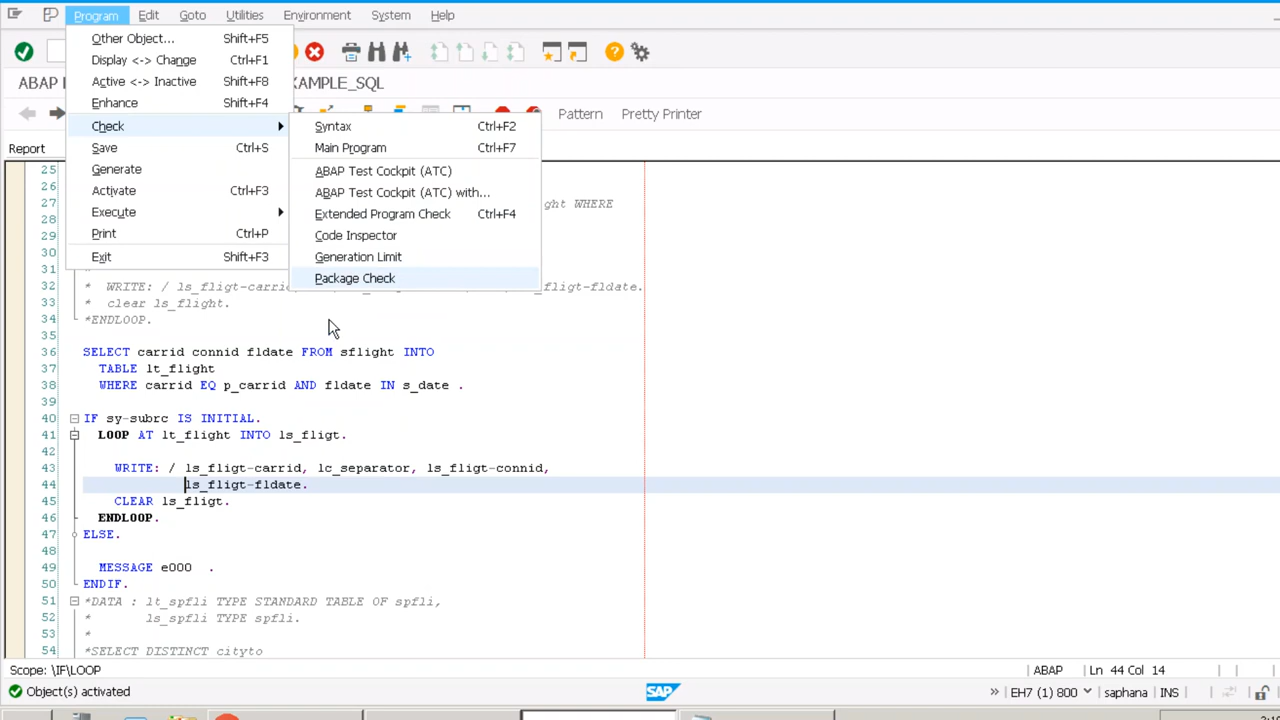 Program Edit Goto Utilities Environment System Help
Other Object... Shift+F5
Display <-> Change Ctrl+F1
ABAP XAMPLE_SQL
Active <-> Inactive Shift+F8
Enhance Shift+F4
Pattern Pretty Printer
Check Syntax Ctrl+F2
Report Save Ctrl+S Main Program Ctrl+F7
25 Generate ABAP Test Cockpit (ATC)
26 Activate Ctrl+F3 ABAP Test Cockpit (ATC) with...
27 Execute Extended Program Check Ctrl+F4 ght WHERE
28
29 Print Ctrl+P Code Inspector
30 Exit Shift+F3 Generation Limit
31 * Package Check
32 * WRITE: / ls_fligt-carrid, _fligt-fldate.
33 * clear ls_flight.
34 *ENDLOOP.
35
36 SELECT carrid connid fldate FROM sflight INTO
37 TABLE lt_flight
38 WHERE carrid EQ p_carrid AND fldate IN s_date .
39
40 IF sy-subrc IS INITIAL.
41 LOOP AT lt_flight INTO ls_fligt.
42
43 WRITE: / ls_fligt-carrid, lc_separator, ls_fligt-connid,
44 ls_fligt-fldate.
45 CLEAR ls_fligt.
46 ENDLOOP.
47 ELSE.
48
49 MESSAGE e000 .
50 ENDIF.
51 *DATA : lt_spfli TYPE STANDARD TABLE OF spfli,
52 * ls_spfli TYPE spfli.
53 *
54 *SELECT DISTINCT cityto
Scope: \IF\LOOP ABAP Ln 44 Col 14
Object(s) activated SAP EH7 (1) 800 saphana INS